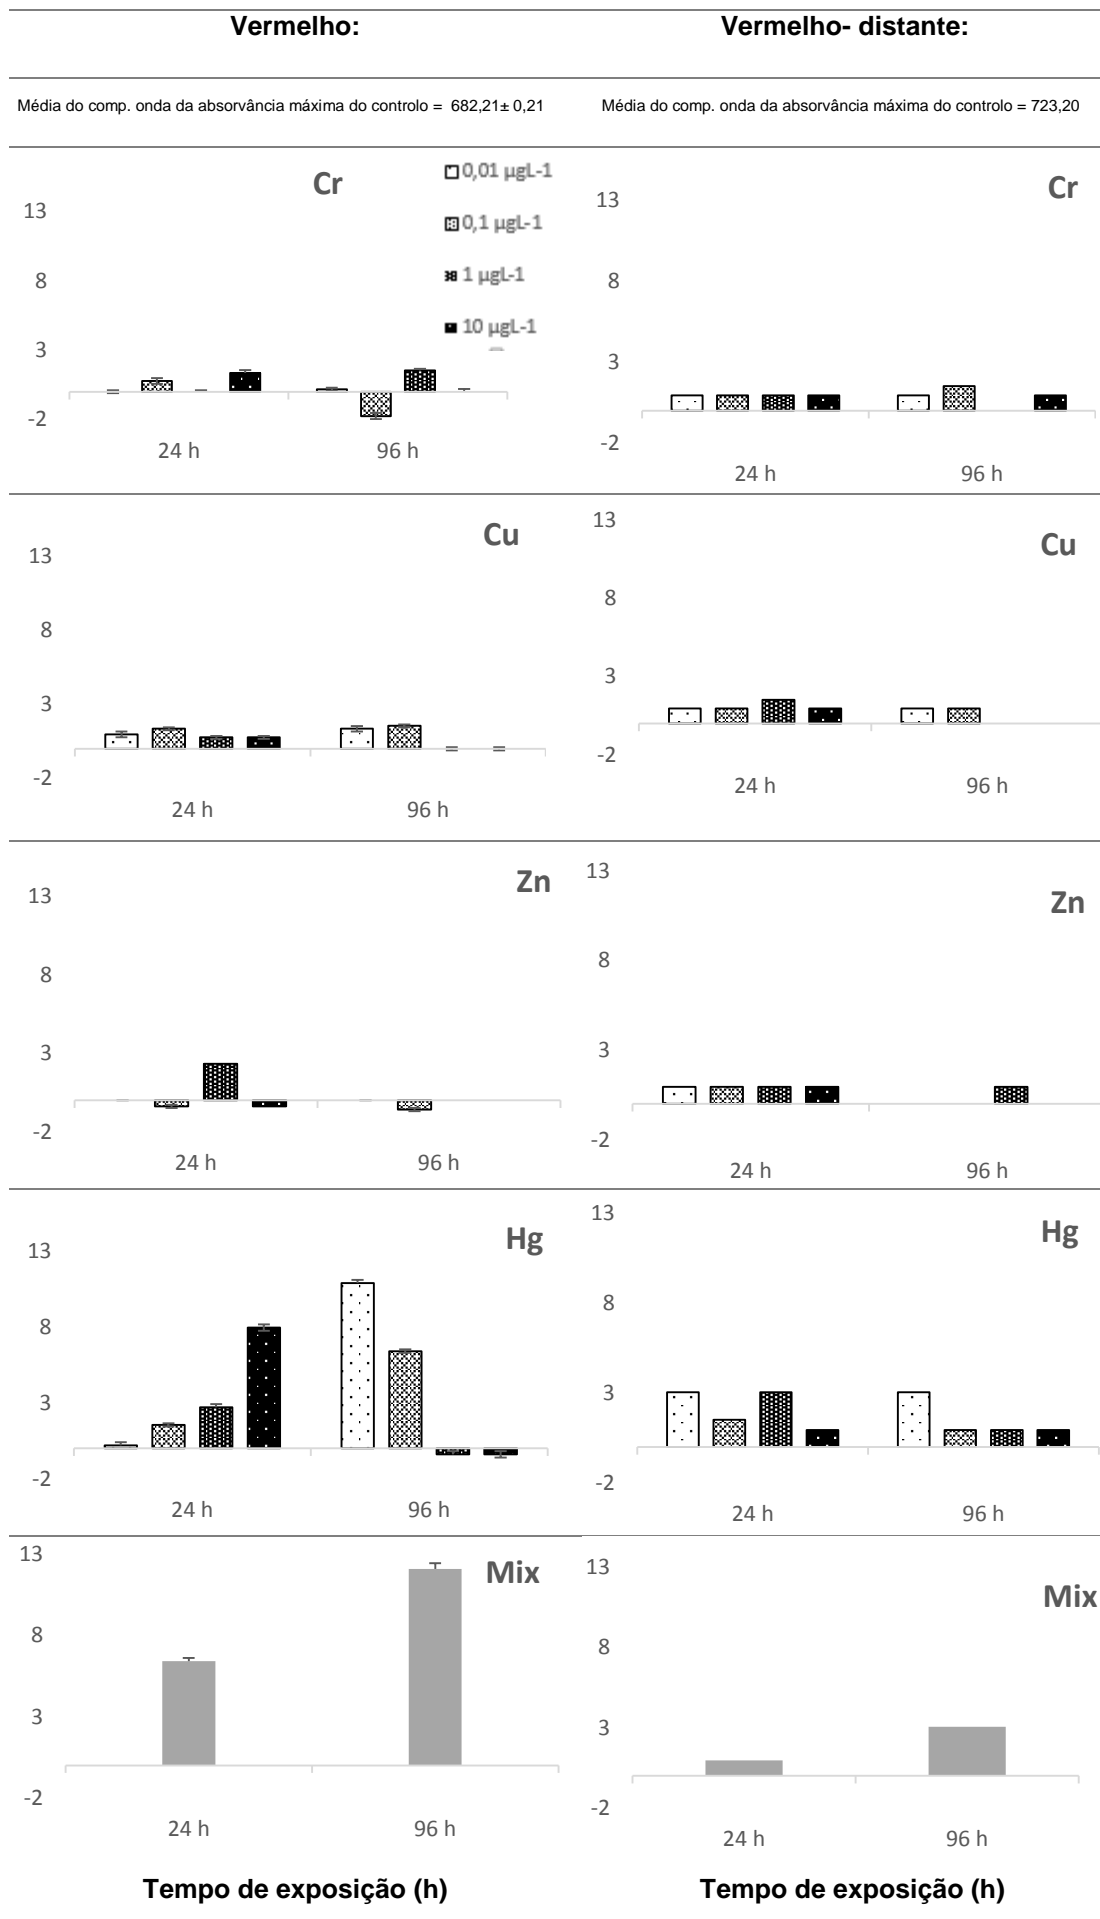 Vermelho:
Vermelho- distante:
Média do comp. onda da absorvância máxima do controlo = 682,21± 0,21
Média do comp. onda da absorvância máxima do controlo = 723,20
Cr
0,01 µgL-1
0,1 µgL-1
1 µgL-1
10 µgL-1
13
8
3
-2
24 h
96 h
Cr
13
8
3
-2
24 h
96 h
Cu
13
8
3
-2
24 h
96 h
Cu
13
8
3
-2
24 h
96 h
Zn
13
8
3
-2
24 h
96 h
Zn
13
8
3
-2
24 h
96 h
Hg
13
8
3
-2
24 h
96 h
Hg
13
8
3
-2
24 h
96 h
Mix
13
8
3
-2
24 h
96 h
Mix
13
8
3
-2
24 h
96 h
Tempo de exposição (h)
Tempo de exposição (h)